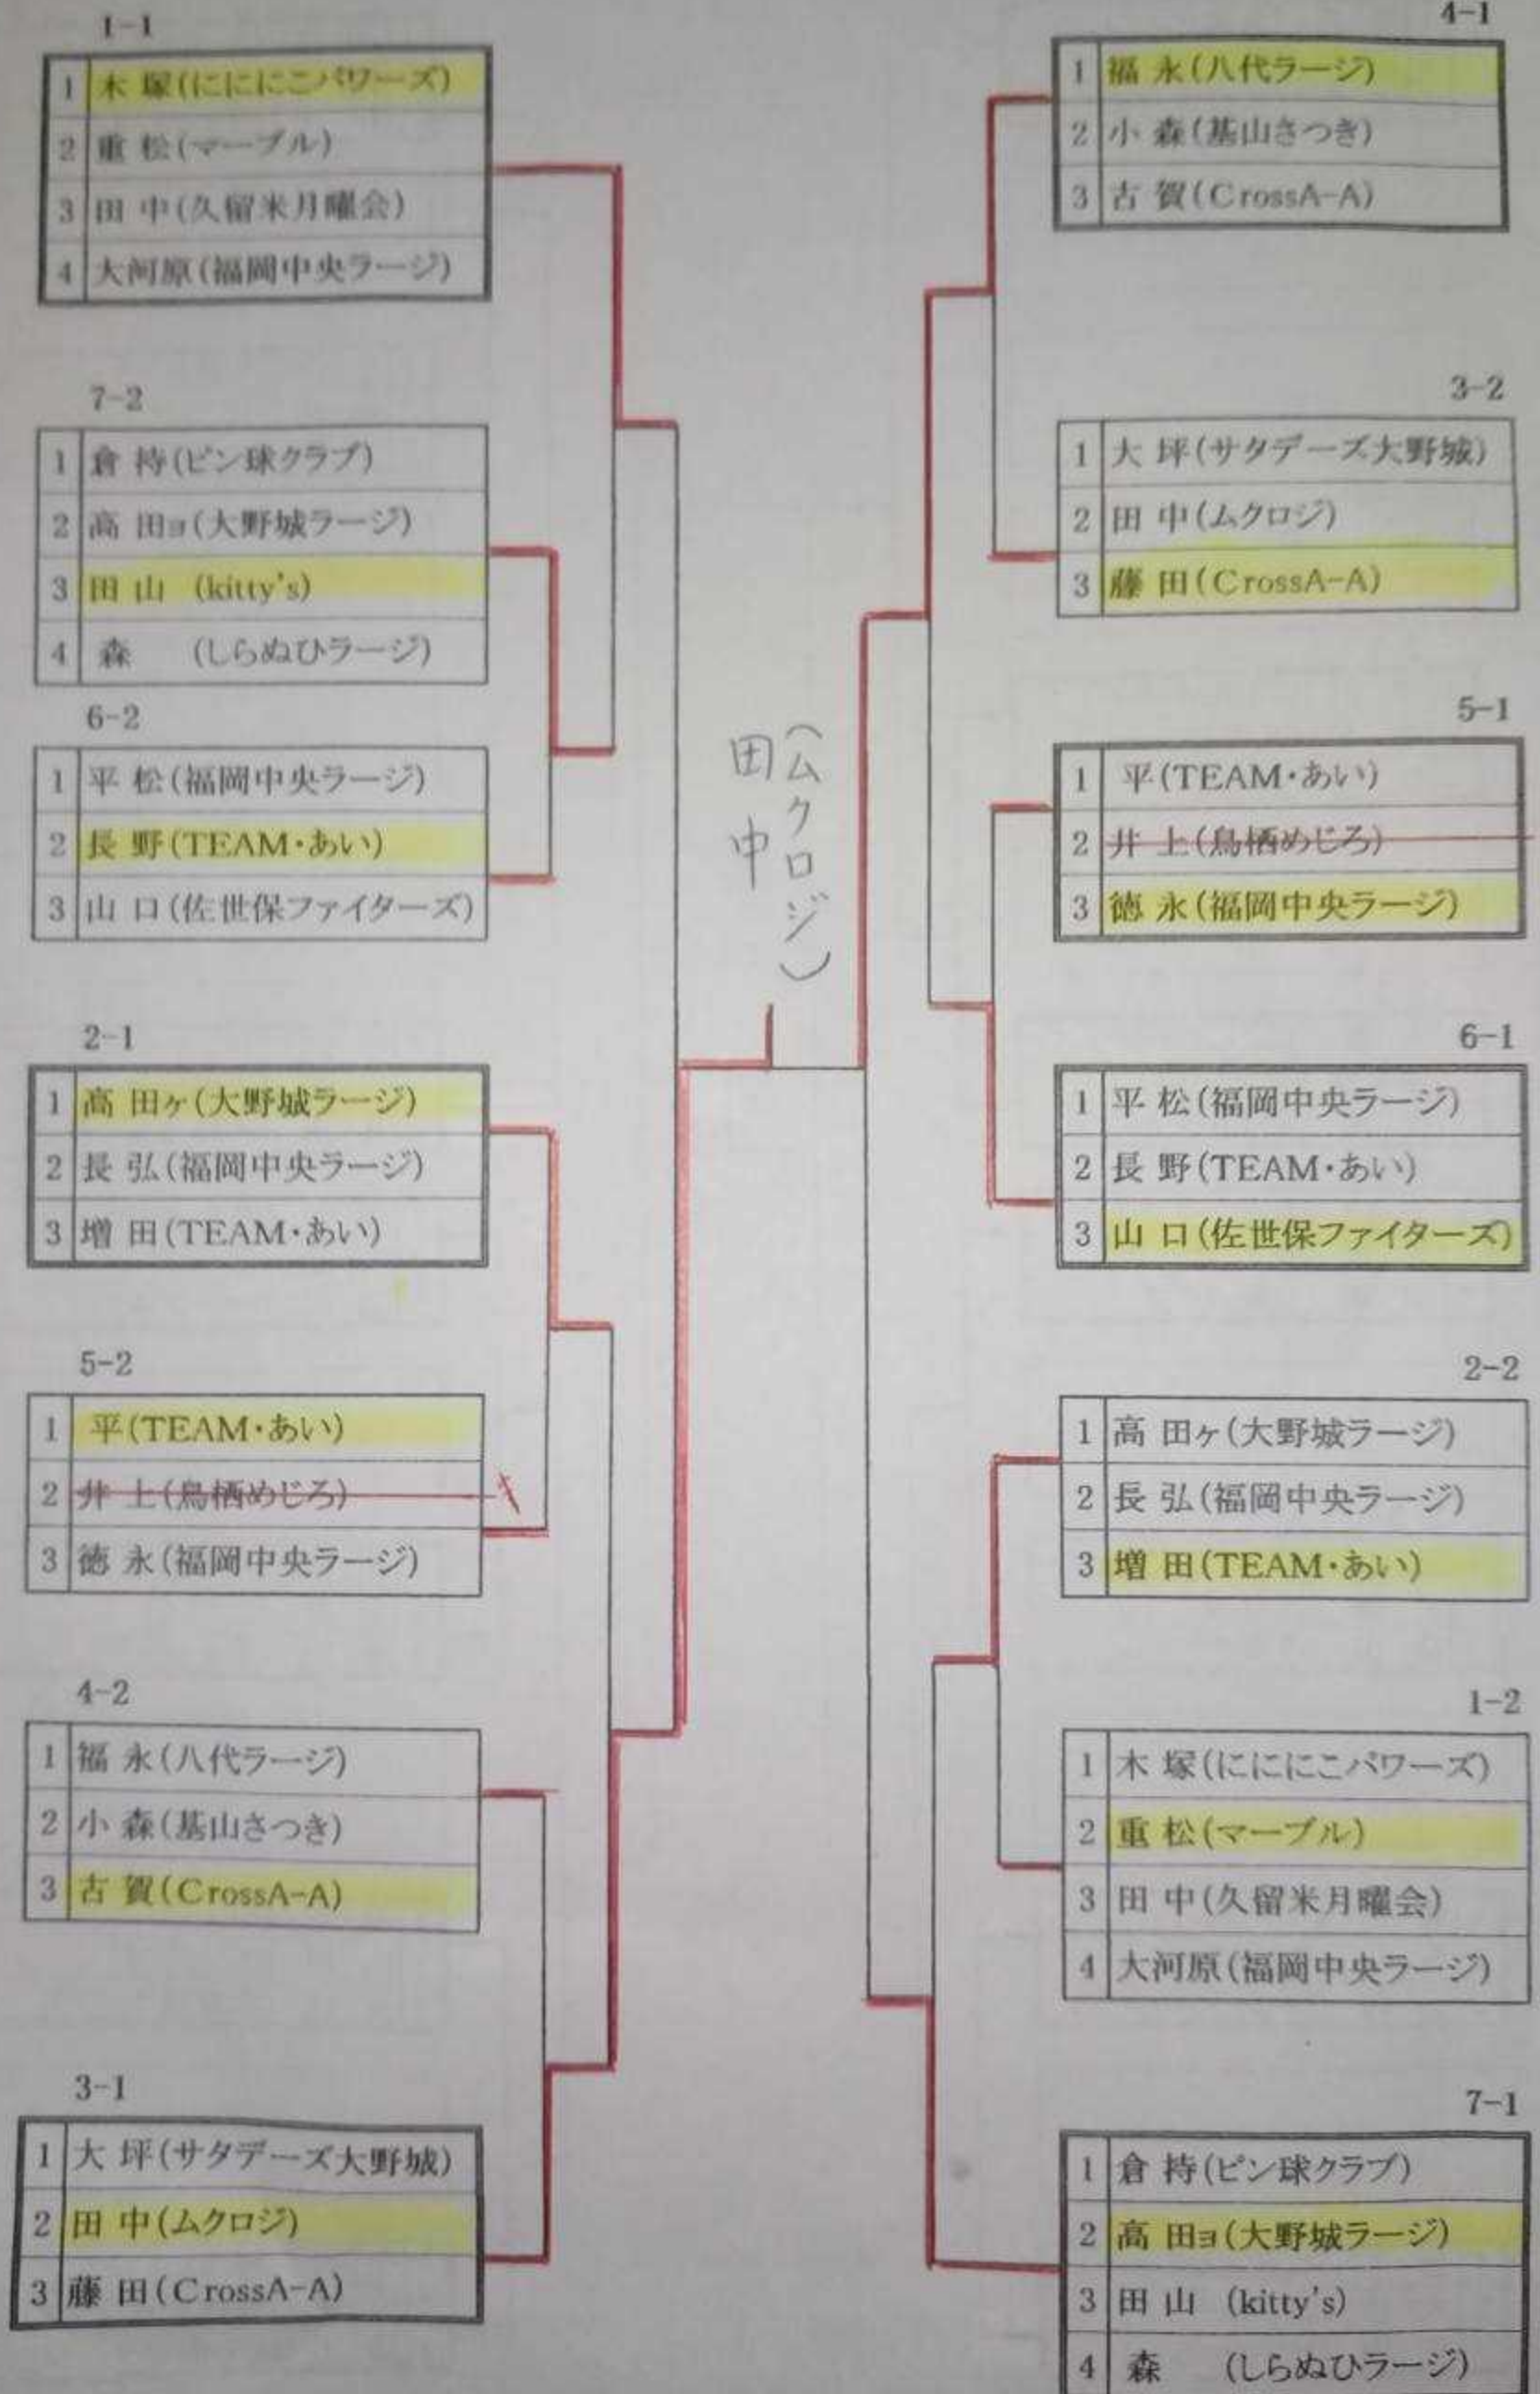 1-1
1 木塚(にににこパワーズ)
2 重松(マーブル)
3 田中(久留米月曜会)
4 大河原(福岡中央ラージ)
7-2
1 倉持(ピン球クラブ)
2 高田ヨ(大野城ラージ)
3 田山 (kitty's)
4 森 (しらぬひラージ)
6-2
1 平松(福岡中央ラージ)
2 長野(TEAM・あい)
3 山口(佐世保ファイターズ)
2-1
1 高田ヶ(大野城ラージ)
2 長弘(福岡中央ラージ)
3 増田(TEAM・あい)
5-2
1 平(TEAM・あい)
2 井上(鳥栖めじろ)
3 徳永(福岡中央ラージ)
4-2
1 福永(八代ラージ)
2 小森(基山さつき)
3 古賀(CrossA-A)
3-1
1 大坪(サタデーズ大野城)
2 田中(ムクロジ)
3 藤田(CrossA-A)
(ムクロジ)
田中
4-1
1 福永(八代ラージ)
2 小森(基山さつき)
3 古賀(CrossA-A)
3-2
1 大坪(サタデーズ大野城)
2 田中(ムクロジ)
3 藤田(CrossA-A)
5-1
1 平(TEAM・あい)
2 井上(鳥栖めじろ)
3 徳永(福岡中央ラージ)
6-1
1 平松(福岡中央ラージ)
2 長野(TEAM・あい)
3 山口(佐世保ファイターズ)
2-2
1 高田ヶ(大野城ラージ)
2 長弘(福岡中央ラージ)
3 増田(TEAM・あい)
1-2
1 木塚(にににこパワーズ)
2 重松(マーブル)
3 田中(久留米月曜会)
4 大河原(福岡中央ラージ)
7-1
1 倉持(ピン球クラブ)
2 高田ヨ(大野城ラージ)
3 田山 (kitty's)
4 森 (しらぬひラージ)